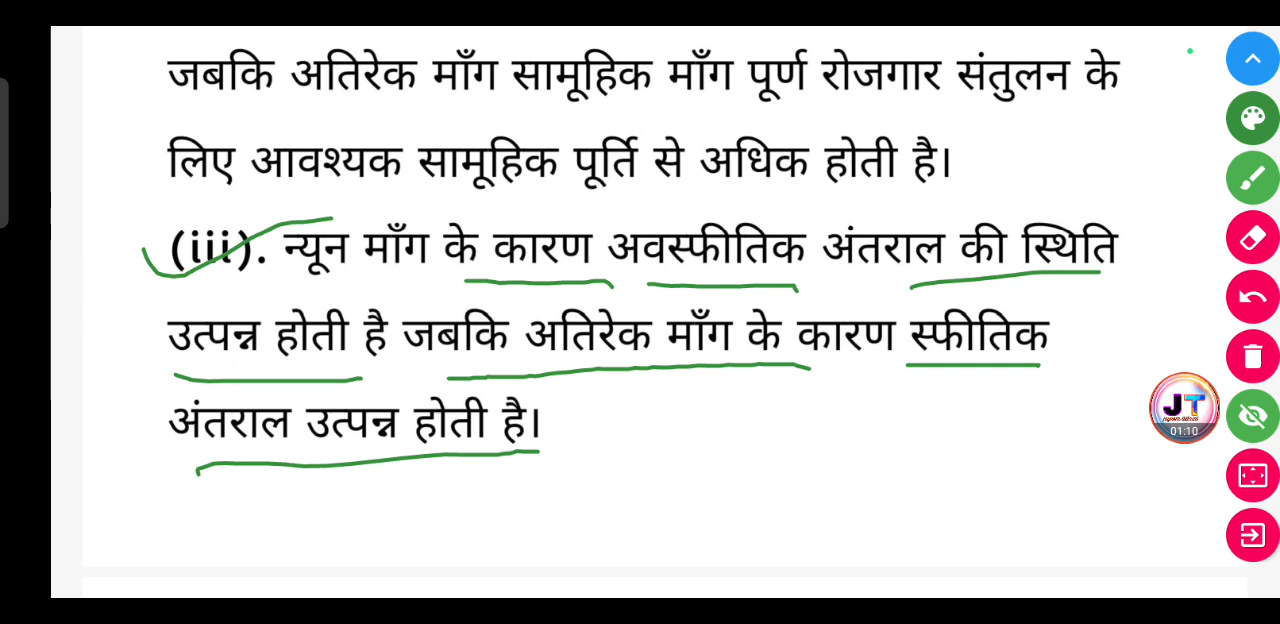 जबकि अतिरेक माँग सामूहिक माँग पूर्ण रोजगार संतुलन के
लिए आवश्यक सामूहिक पूर्ति से अधिक होती है।
(iii). न्यून माँग के कारण अवस्फीतिक अंतराल की स्थिति
उत्पन्न होती है जबकि अतिरेक माँग के कारण स्फीतिक
अंतराल उत्पन्न होती है।
JT
01:10